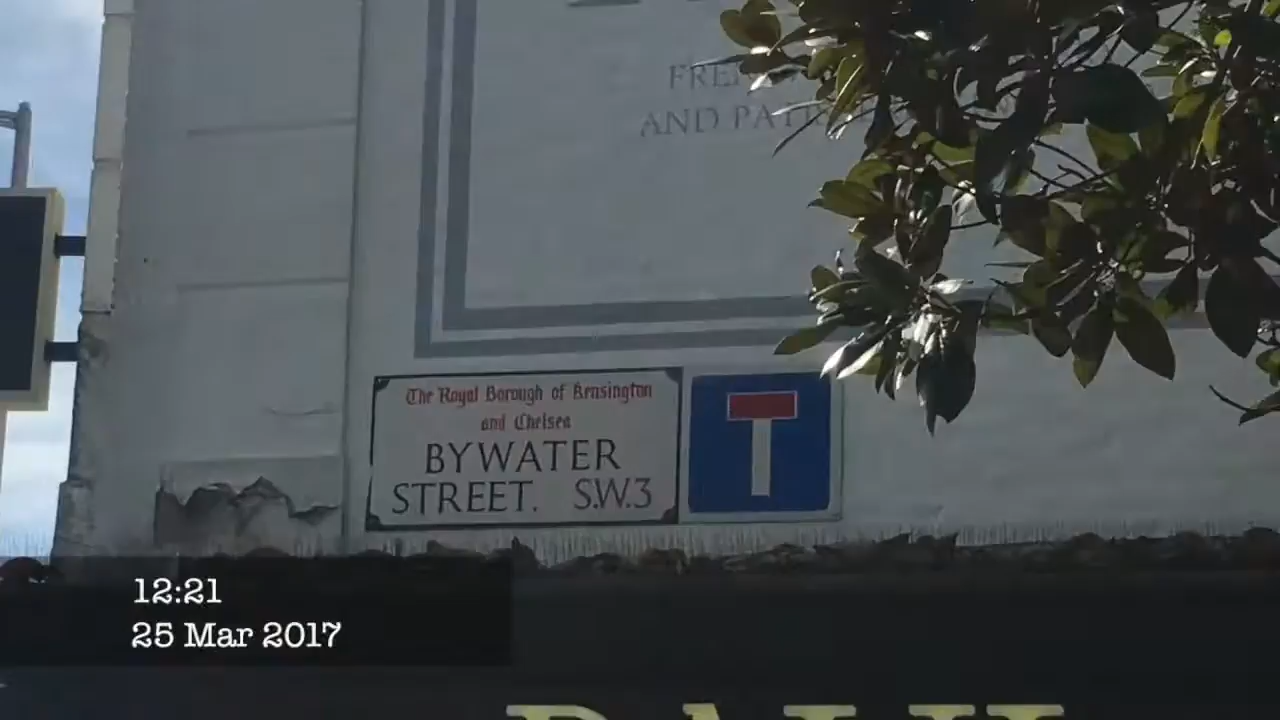 AND
The Royal Borough of Kensington
and Chelsea
BYWATER
STREET. S.W.3
12:21
25 Mar 2017